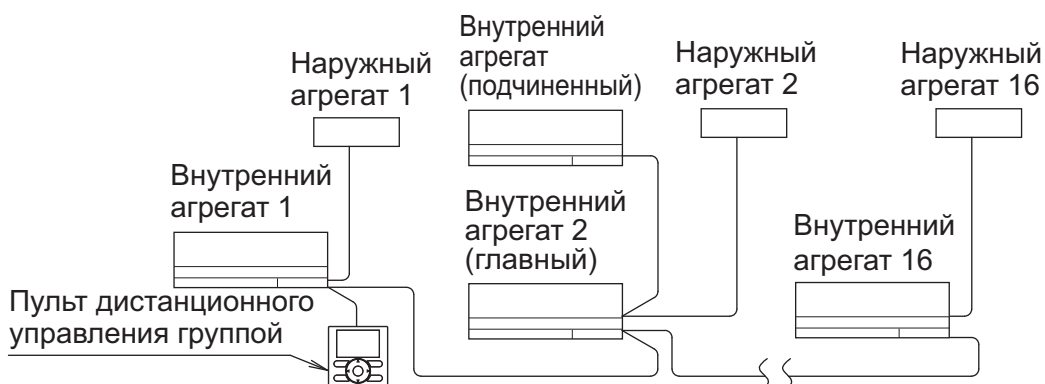 Наружный
агрегат 1
Внутренний
агрегат
(подчиненный)
Наружный
агрегат 2
Наружный
агрегат 16
Внутренний
агрегат 1
Внутренний
агрегат 2
(главный)
Внутренний
агрегат 16
Пульт дистанционного
управления группой